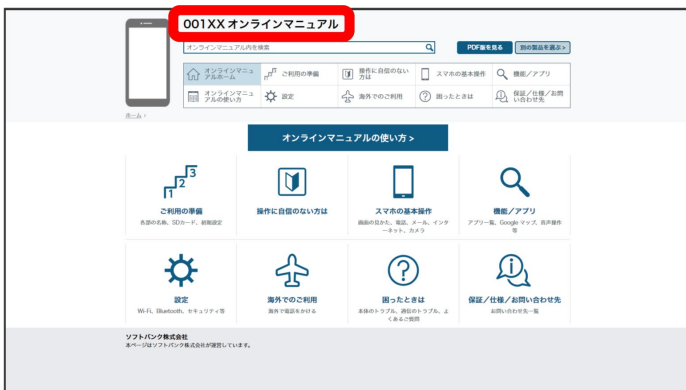 001XX オンラインマニュアル
オンラインマニュアル内を検索
PDF版を見る
別の製品を選ぶ >
オンラインマニュ
アルホーム
ご利用の準備
操作に自信のない
方は
スマホの基本操作
機能/アプリ
オンラインマニュ
アルの使い方
設定
海外でのご利用
困ったときは
保証/仕様/お問
い合わせ先
ホーム ›
オンラインマニュアルの使い方 >
1 2 3
ご利用の準備
各部の名称、SDカード、初期設定
操作に自信のない方は
スマホの基本操作
画面の見かた、電話、メール、インタ
ーネット、カメラ
機能/アプリ
アプリ一覧、Google マップ、音声操作
等
設定
Wi-Fi、Bluetooth、セキュリティ等
海外でのご利用
海外で電話をかける
困ったときは
本体のトラブル、通信のトラブル、よ
くあるご質問
保証/仕様/お問い合わせ先
お問い合わせ先一覧
ソフトバンク株式会社
本ページはソフトバンク株式会社が運営しています。